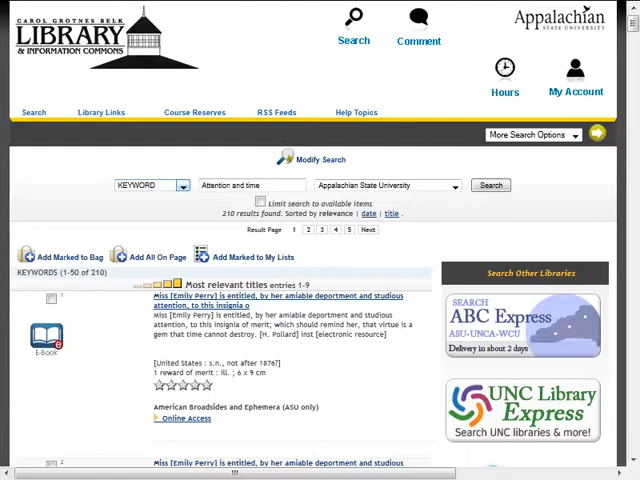 CAROL GROTNES BELK
LIBRARY
& INFORMATION COMMONS
Search
Comment
Appalachian
STATE UNIVERSITY
Hours
My Account
Search
Library Links
Course Reserves
RSS Feeds
Help Topics
More Search Options
Modify Search
KEYWORD
Attention and time
Appalachian State University
Search
Limit search to available items
210 results found. Sorted by relevance | date | title .
Result Page 1 2 3 4 5 Next
Add Marked to Bag
Add All On Page
Add Marked to My Lists
KEYWORDS (1-50 of 210)
Most relevant titles entries 1-9
Search Other Libraries
1
Miss [Emily Perry] is entitled, by her amiable deportment and studious
attention, to this insignia o
Miss [Emily Perry] is entitled, by her amiable deportment and studious
attention, to this insignia of merit; which should remind her, that virtue is a
gem that time cannot destroy. [H. Pollard] inst [electronic resource]
E-Book
[United States : s.n., not after 1876?]
1 reward of merit : ill. ; 6 x 9 cm
American Broadsides and Ephemera (ASU only)
Online Access
SEARCH
ABC Express
ASU-UNCA-WCU
Delivery in about 2 days
UNC Library
Express
Search UNC libraries & more!
2
Miss [Emily Perry] is entitled, by her amiable deportment and studious